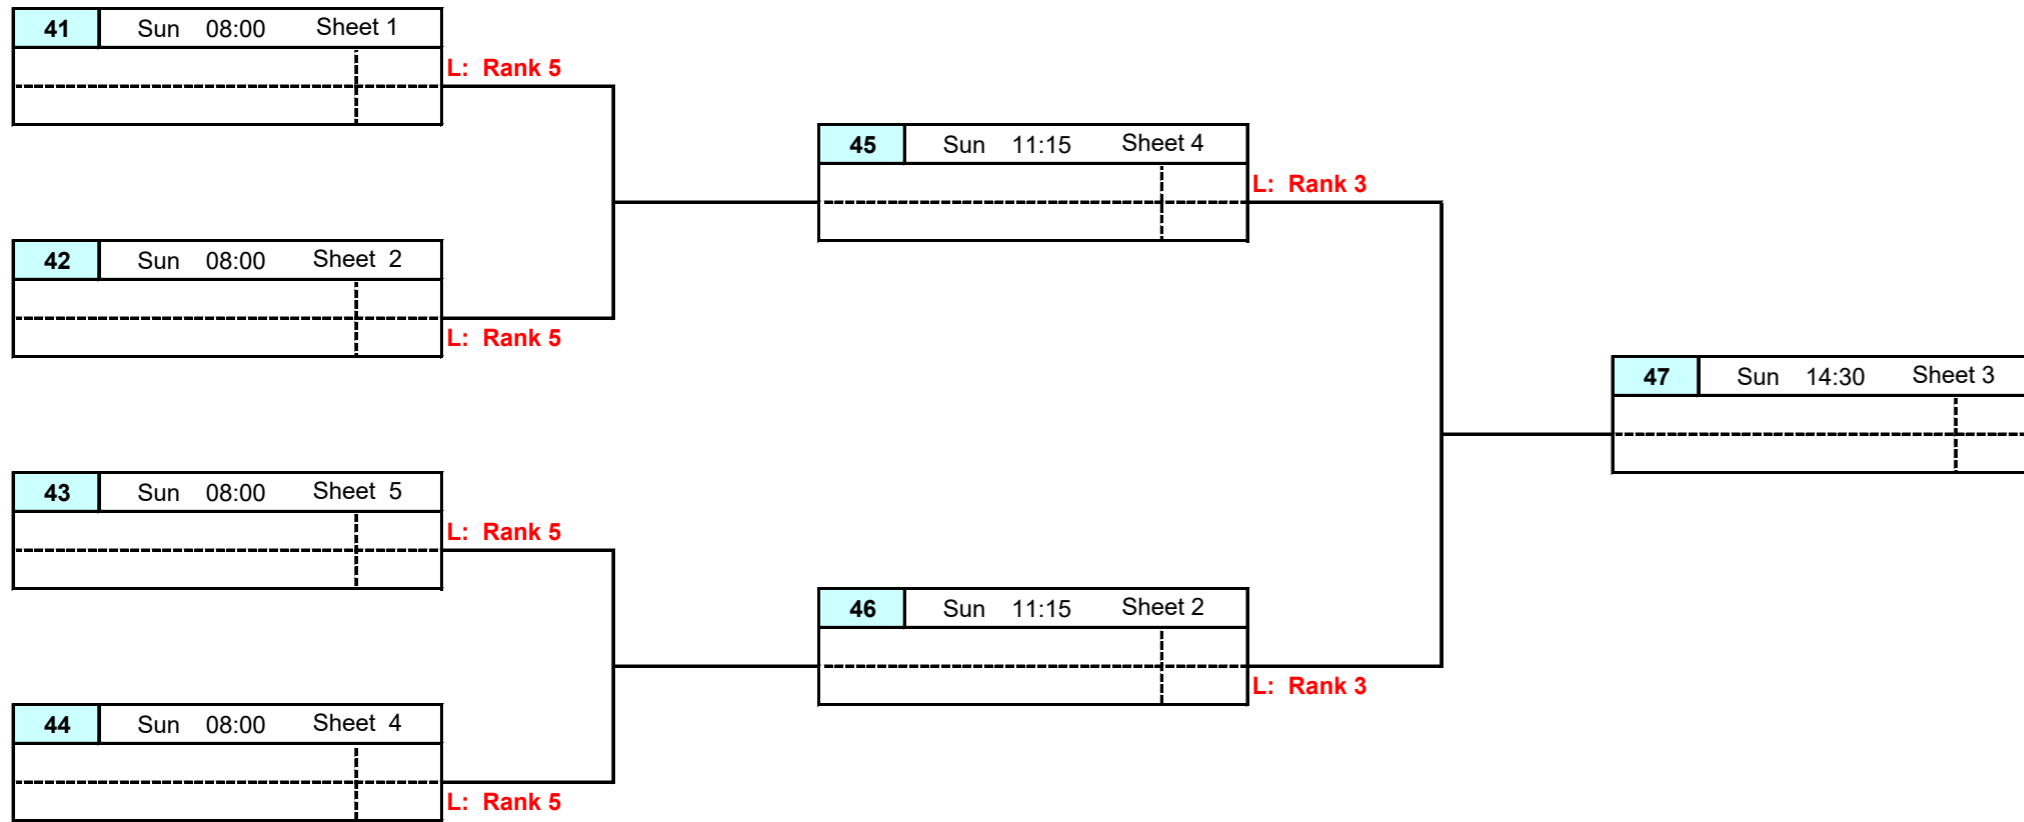 41 Sun 08:00 Sheet 1
L: Rank 5
45 Sun 11:15 Sheet 4
L: Rank 3
42 Sun 08:00 Sheet 2
L: Rank 5
47 Sun 14:30 Sheet 3
43 Sun 08:00 Sheet 5
L: Rank 5
46 Sun 11:15 Sheet 2
L: Rank 3
44 Sun 08:00 Sheet 4
L: Rank 5